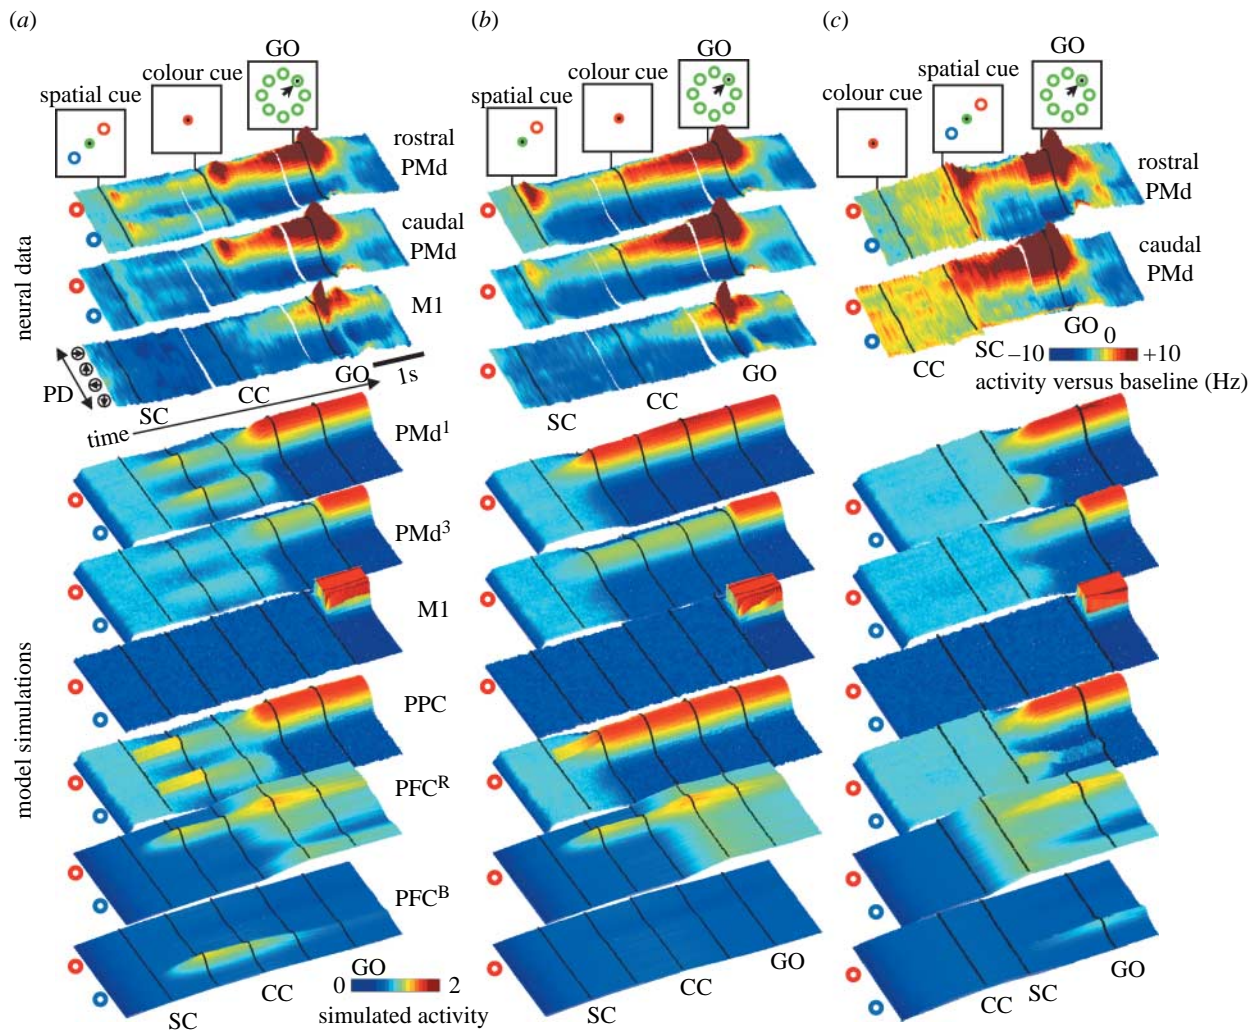 (a)
(b)
(c)
GO
colour cue
spatial cue
rostral
PMd
caudal
PMd
M1
neural data
PD
SC
CC
GO
1s
time
GO
colour cue
spatial cue
SC
CC
GO
GO
spatial cue
colour cue
rostral
PMd
caudal
PMd
CC
SC
GO
−10 0 +10
activity versus baseline (Hz)
model simulations
PMd¹
PMd³
M1
PPC
PFCᴿ
PFCᴮ
SC
CC
GO
0 2
simulated activity
SC
CC
GO
CC
SC
GO